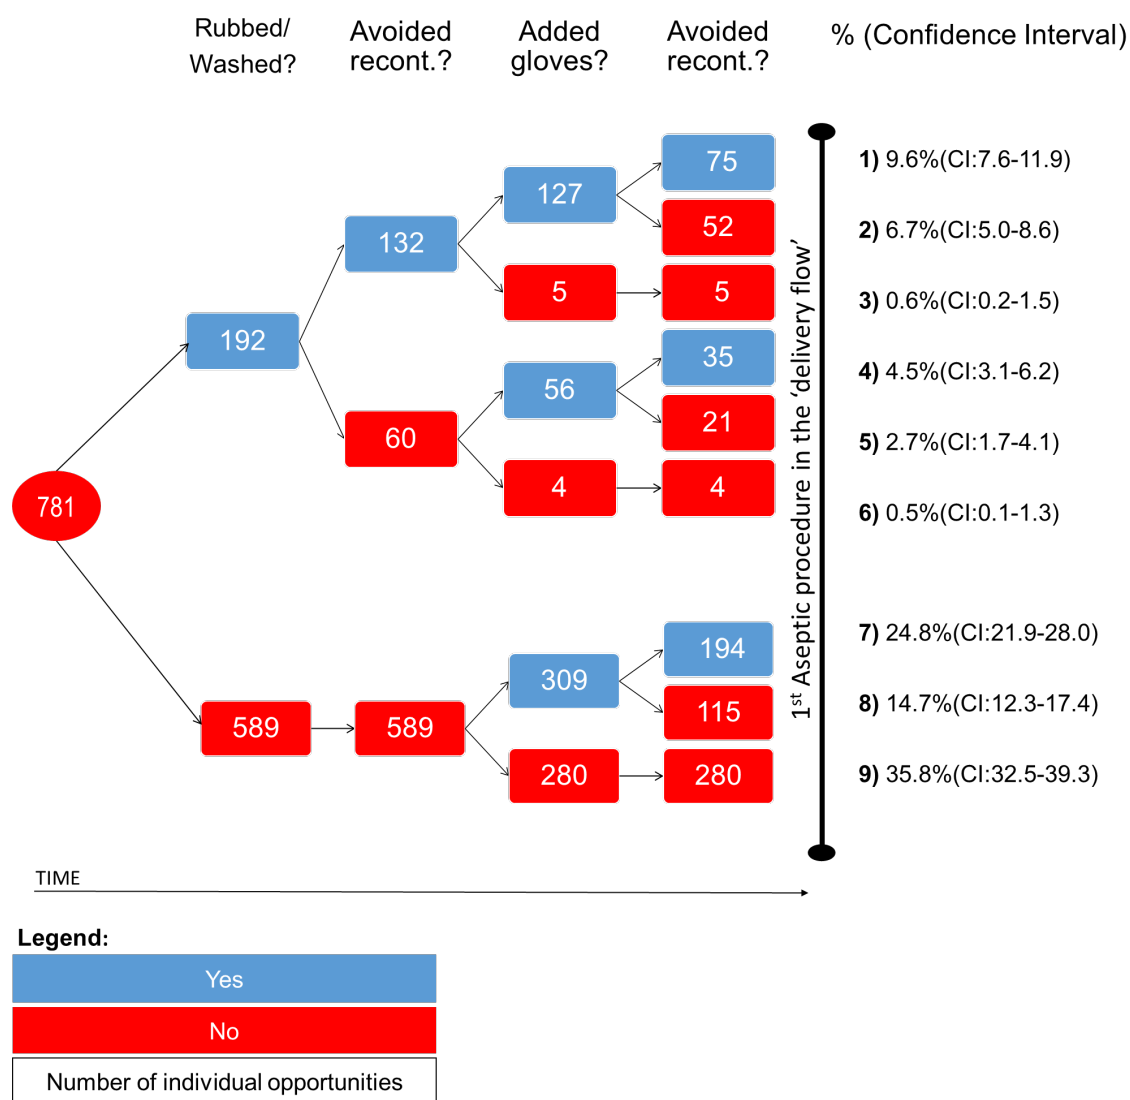 Rubbed/
Washed?
Avoided
recont.?
Added
gloves?
Avoided
recont.?
% (Confidence Interval)
75
1) 9.6%(CI:7.6-11.9)
127
52
2) 6.7%(CI:5.0-8.6)
132
5
5
3) 0.6%(CI:0.2-1.5)
192
35
4) 4.5%(CI:3.1-6.2)
56
60
21
5) 2.7%(CI:1.7-4.1)
4
4
6) 0.5%(CI:0.1-1.3)
781
1st Aseptic procedure in the ‘delivery flow’
194
7) 24.8%(CI:21.9-28.0)
309
589
589
115
8) 14.7%(CI:12.3-17.4)
280
280
9) 35.8%(CI:32.5-39.3)
TIME
Legend:
Yes
No
Number of individual opportunities